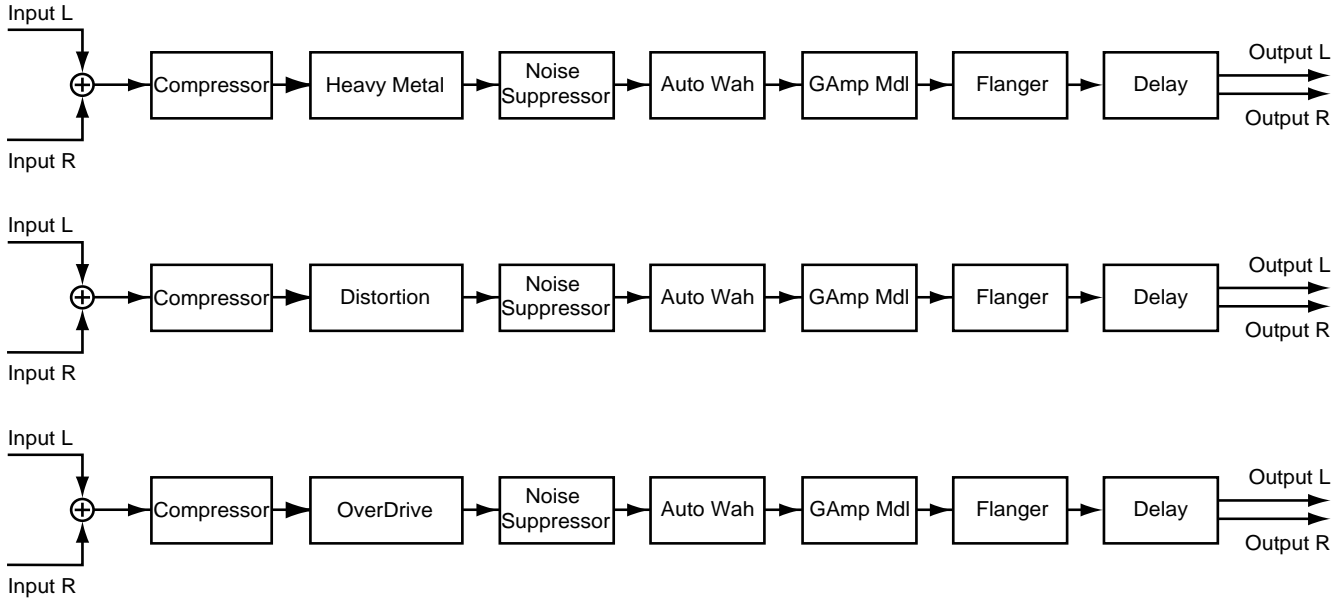 Input L
Compressor
Heavy Metal
Noise
Suppressor
Auto Wah
GAmp Mdl
Flanger
Delay
Output L
Output R
Input R
Input L
Compressor
Distortion
Noise
Suppressor
Auto Wah
GAmp Mdl
Flanger
Delay
Output L
Output R
Input R
Input L
Compressor
OverDrive
Noise
Suppressor
Auto Wah
GAmp Mdl
Flanger
Delay
Output L
Output R
Input R